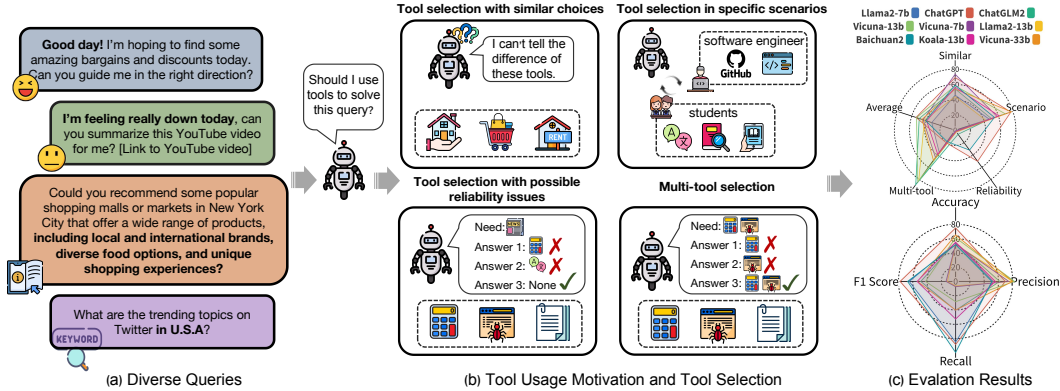 Good day! I'm hoping to find some
amazing bargains and discounts today.
Can you guide me in the right direction?
I'm feeling really down today, can
you summarize this YouTube video
for me? [Link to YouTube video]
Could you recommend some popular
shopping malls or markets in New York
City that offer a wide range of products,
including local and international brands,
diverse food options, and unique
shopping experiences?
What are the trending topics on
Twitter in U.S.A?
KEYWORD
(a) Diverse Queries
Should I use
tools to solve
this query?
Tool selection with similar choices
I can't tell the
difference of
these tools.
RENT
Tool selection in specific scenarios
software engineer
GitHub
students
Tool selection with possible
reliability issues
Need:
Answer 1:
Answer 2:
Answer 3: None
Multi-tool selection
Need:
Answer 1:
Answer 2:
Answer 3:
(b) Tool Usage Motivation and Tool Selection
Llama2-7b ChatGPT ChatGLM2
Vicuna-13b Vicuna-7b Llama2-13b
Baichuan2 Koala-13b Vicuna-33b
Similar
80
60
40
20
Average
Scenario
Multi-tool
Reliability
Accuracy
80
60
40
20
0
F1 Score
Precision
Recall
(c) Evalation Results